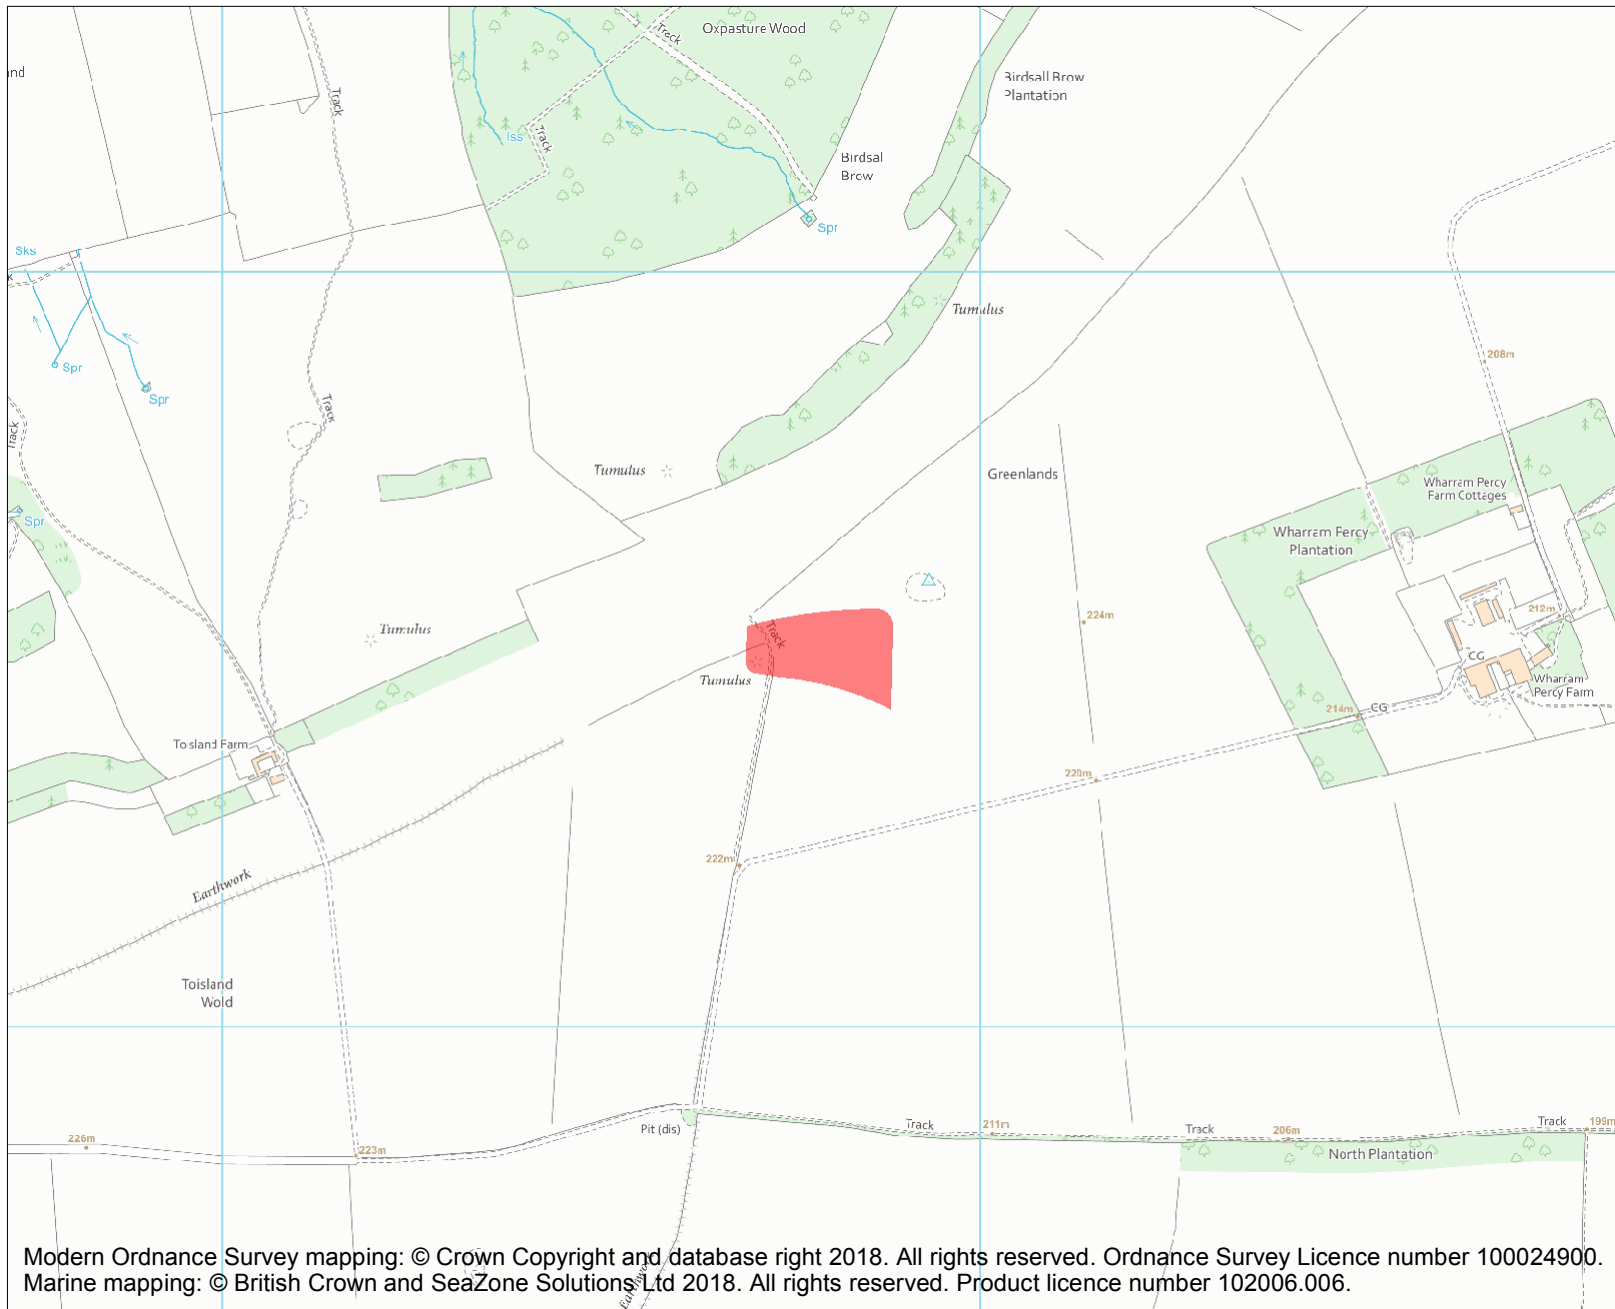 Oxpasture Wood
Track
and
Birdsall Brow
Plantation
Track
Iss
Track
Birdsal
Brow
Spr
Sks
k
Tumulus
Spr
Spr
208m
Track
Track
Tumulus
Greenlands
Wharram Percy
Farm Cottages
Spr
Wharram Percy
Plantation
212m
224m
Tumulus
Track
CG
Tumulus
Wharram
Percy Farm
214m
CG
Toisland Farm
220m
222m
Earthwork
Toisland
Wold
Track
211m
Track
206m
Track
199m
Pit (dis)
226m
223m
North Plantation
Earthwork
Modern Ordnance Survey mapping: © Crown Copyright and database right 2018. All rights reserved. Ordnance Survey Licence number 100024900.
Marine mapping: © British Crown and SeaZone Solutions Ltd 2018. All rights reserved. Product licence number 102006.006.